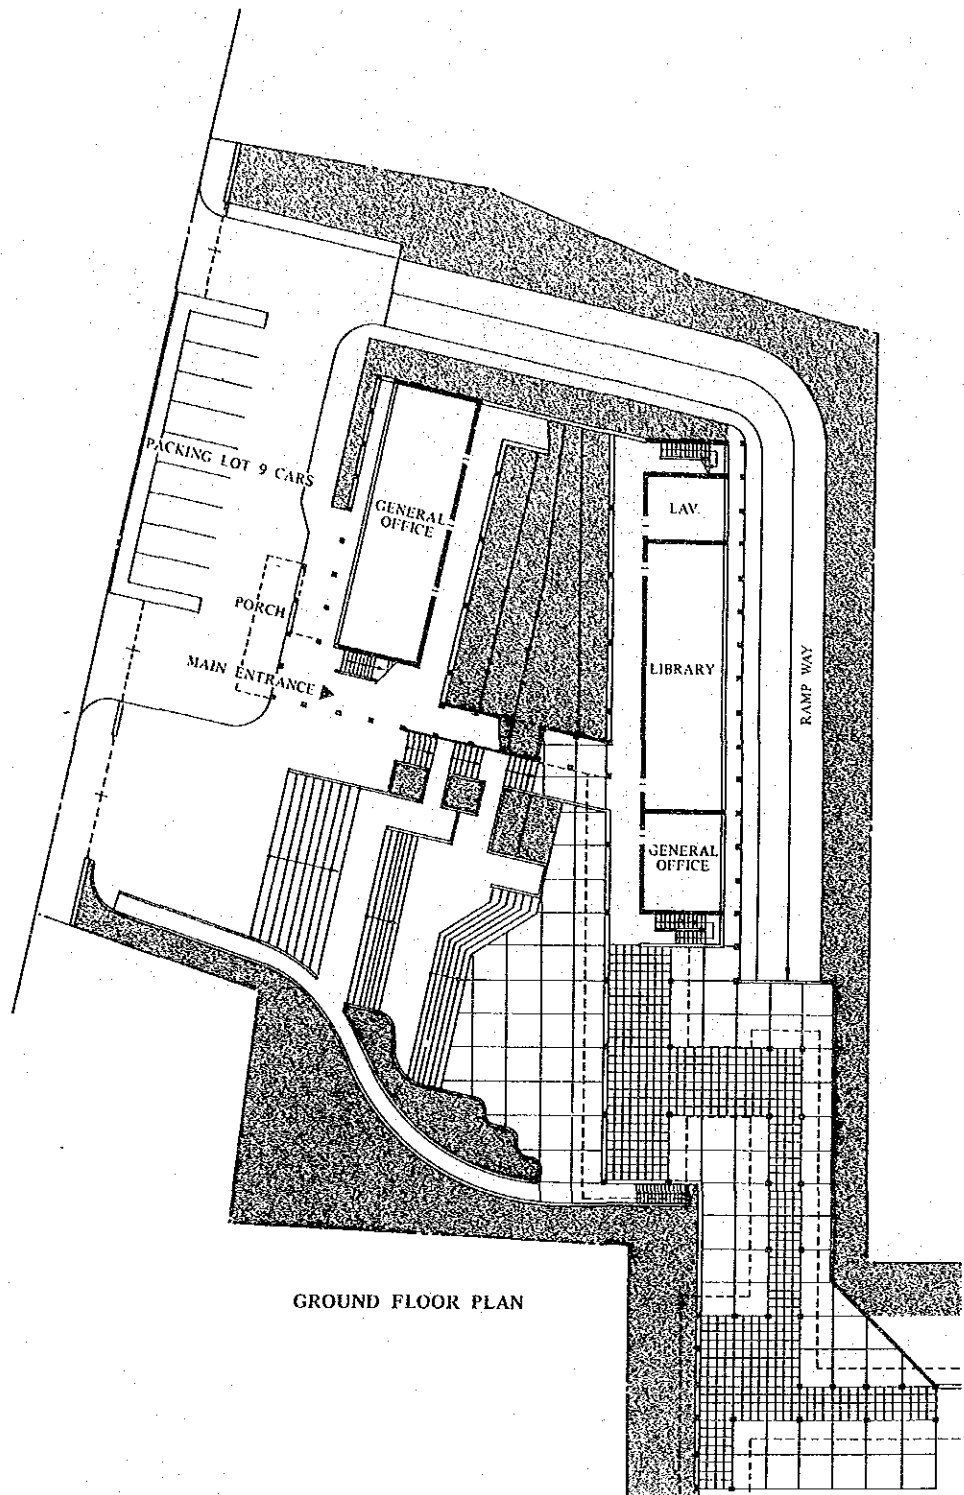 PACKING LOT 9 CARS
GENERAL
OFFICE
LAV.
PORCH
MAIN ENTRANCE
LIBRARY
RAMP WAY
GENERAL
OFFICE
GROUND FLOOR PLAN